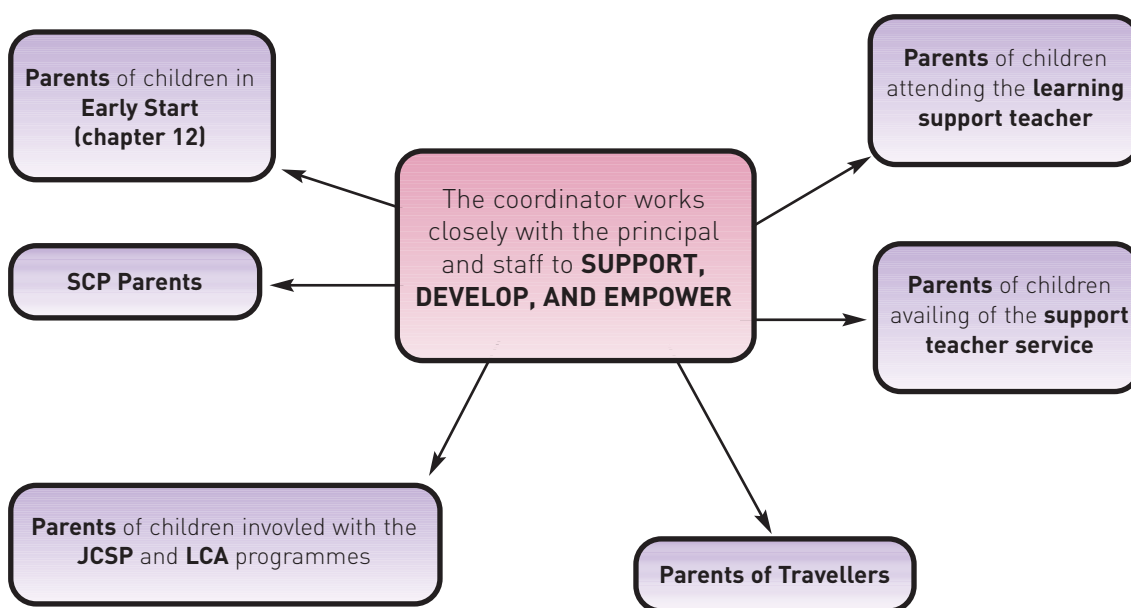 Parents of children in
Early Start
(chapter 12)
Parents of children
attending the learning
support teacher
The coordinator works
closely with the principal
and staff to SUPPORT,
DEVELOP, AND EMPOWER
SCP Parents
Parents of children
availing of the support
teacher service
Parents of children invovled with the
JCSP and LCA programmes
Parents of Travellers